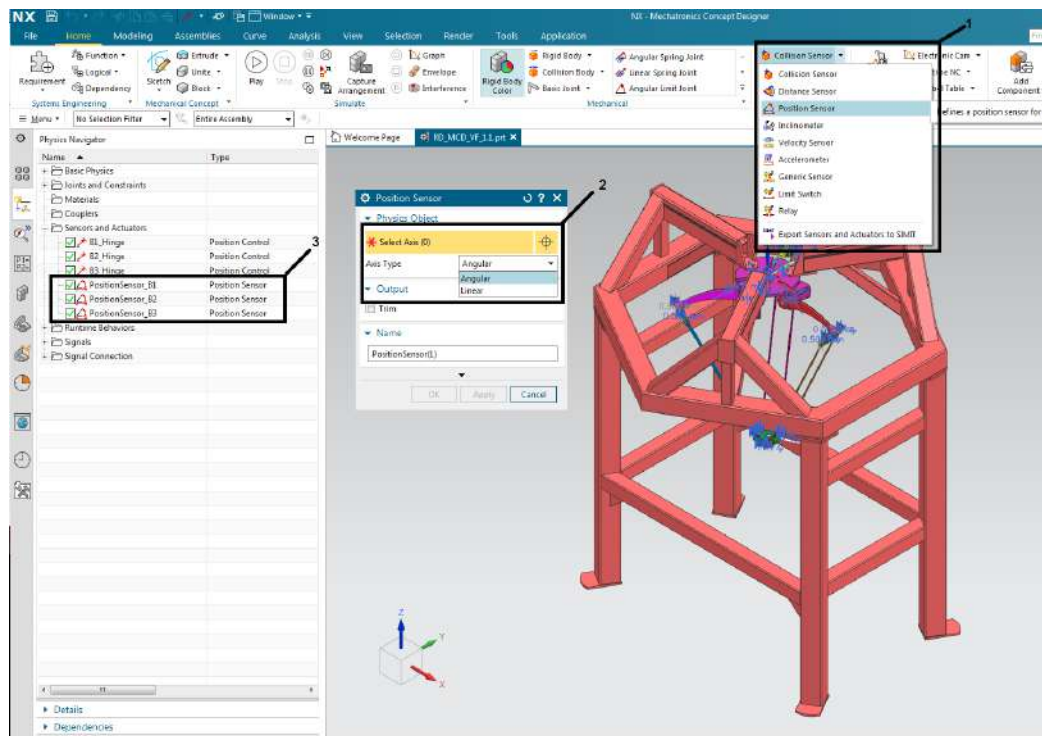 NX Window NX - Mechatronics Concept Designer
File Home Modeling Assemblies Curve Analysis View Selection Render Tools Application
Function
Logical
Dependency
Requirement
Systems Engineering
Sketch
Extrude
Unite
Block
Mechanical Concept
Play
Capture Arrangement
Graph
Envelope
Interference
Simulate
Rigid Body Color
Rigid Body
Collision Body
Basic Joint
Angular Spring Joint
Linear Spring Joint
Angular Limit Joint
Mechanical
Collision Sensor
Collision Sensor
Distance Sensor
Position Sensor
Inclinometer
Velocity Sensor
Accelerometer
Generic Sensor
Limit Switch
Relay
Export Sensors and Actuators to SIMIT
1
Electronic Cam
NC
Table
Add Component
efines a position sensor for
Menu No Selection Filter Entire Assembly
Physics Navigator
Welcome Page
Name Type
Basic Physics
Joints and Constraints
Materials
Couplers
Sensors and Actuators
B1_Hinge Position Control
B2_Hinge Position Control
B3_Hinge Position Control
PositionSensor_B1 Position Sensor
PositionSensor_B2 Position Sensor
PositionSensor_B3 Position Sensor
3
Runtime Behaviors
Signals
Signal Connection
Details
Dependencies
Position Sensor
2
Physics Object
Select Axis (0)
Axis Type Angular
Angular
Linear
Output
Trim
Name
PositionSensor(1)
OK Apply Cancel
Z
Y
X